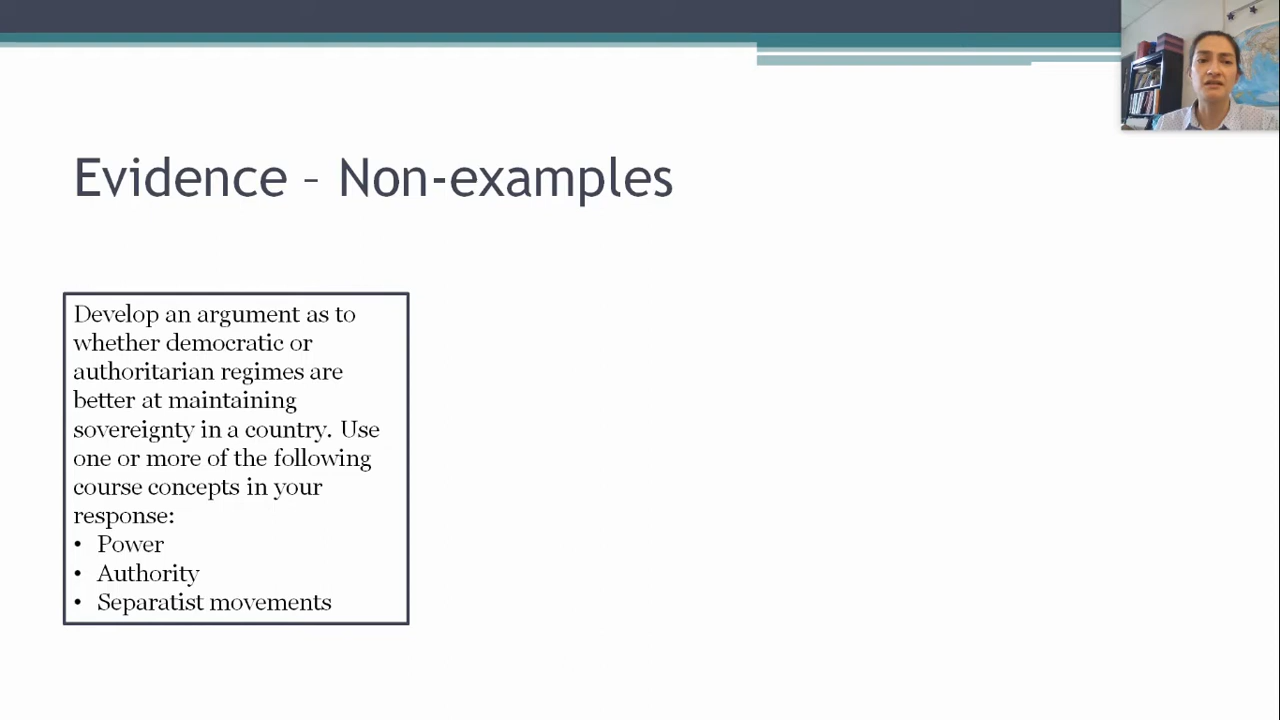 Evidence – Non-examples
Develop an argument as to
whether democratic or
authoritarian regimes are
better at maintaining
sovereignty in a country. Use
one or more of the following
course concepts in your
response:
• Power
• Authority
• Separatist movements